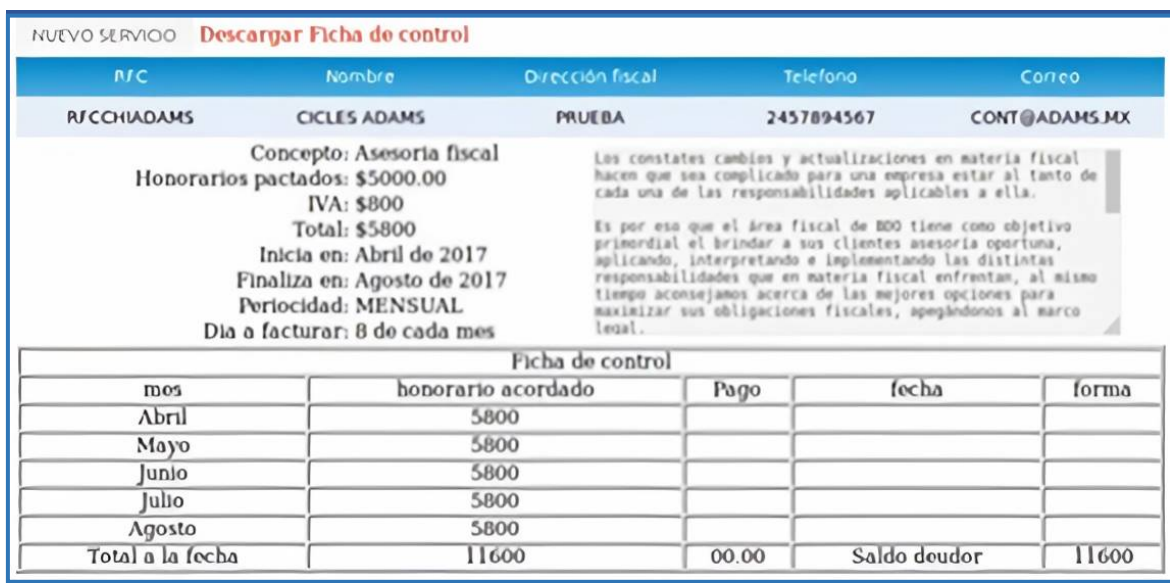 NUEVO SERVICIO Descargar Ficha de control
RFC Nombre Dirección fiscal Telefono Correo
RFCCHIADAMS CICLES ADAMS PRUEBA 2457894567 CONT@ADAMS.MX
Concepto: Asesoria fiscal
Honorarios pactados: $5000.00
IVA: $800
Total: $5800
Inicia en: Abril de 2017
Finaliza en: Agosto de 2017
Periocidad: MENSUAL
Dia a facturar: 8 de cada mes
Los constates cambios y actualizaciones en materia fiscal
hacen que sea complicado para una empresa estar al tanto de
cada una de las responsabilidades aplicables a ella.
Es por eso que el área fiscal de BDO tiene como objetivo
primordial el brindar a sus clientes asesoría oportuna,
aplicando, interpretando e implementando las distintas
responsabilidades que en materia fiscal enfrentan, al mismo
tiempo aconsejamos acerca de las mejores opciones para
maximizar sus obligaciones fiscales, apegándonos al marco
legal.
Ficha de control
mes honorario acordado Pago fecha forma
Abril 5800
Mayo 5800
Junio 5800
Julio 5800
Agosto 5800
Total a la fecha 11600 00.00 Saldo deudor 11600